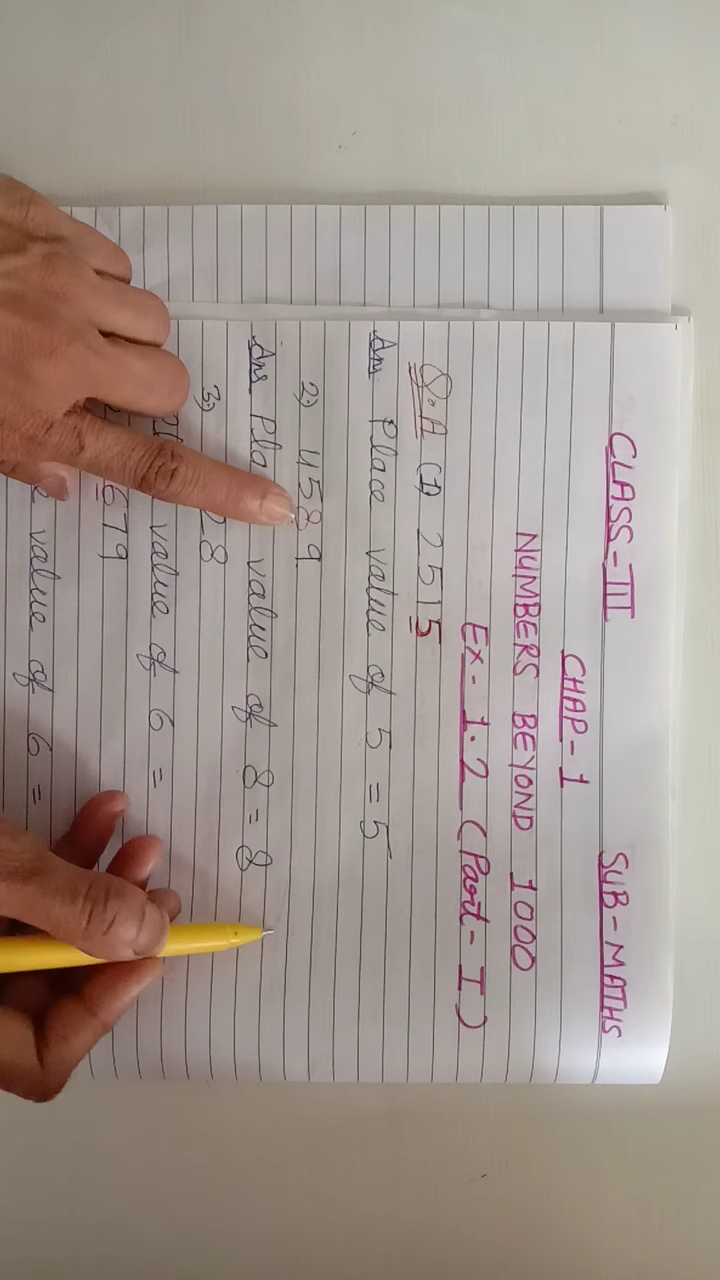 CLASS-III SUB-MATHS
CHAP-1
NUMBERS BEYOND 1000
EX-1.2 (Part-I)
Q.A (1) 2515
Ans Place value of 5 = 5
2) 4589
Ans Pla value of 8 = 8
3) 28
value of 6 =
679
value of 6 =